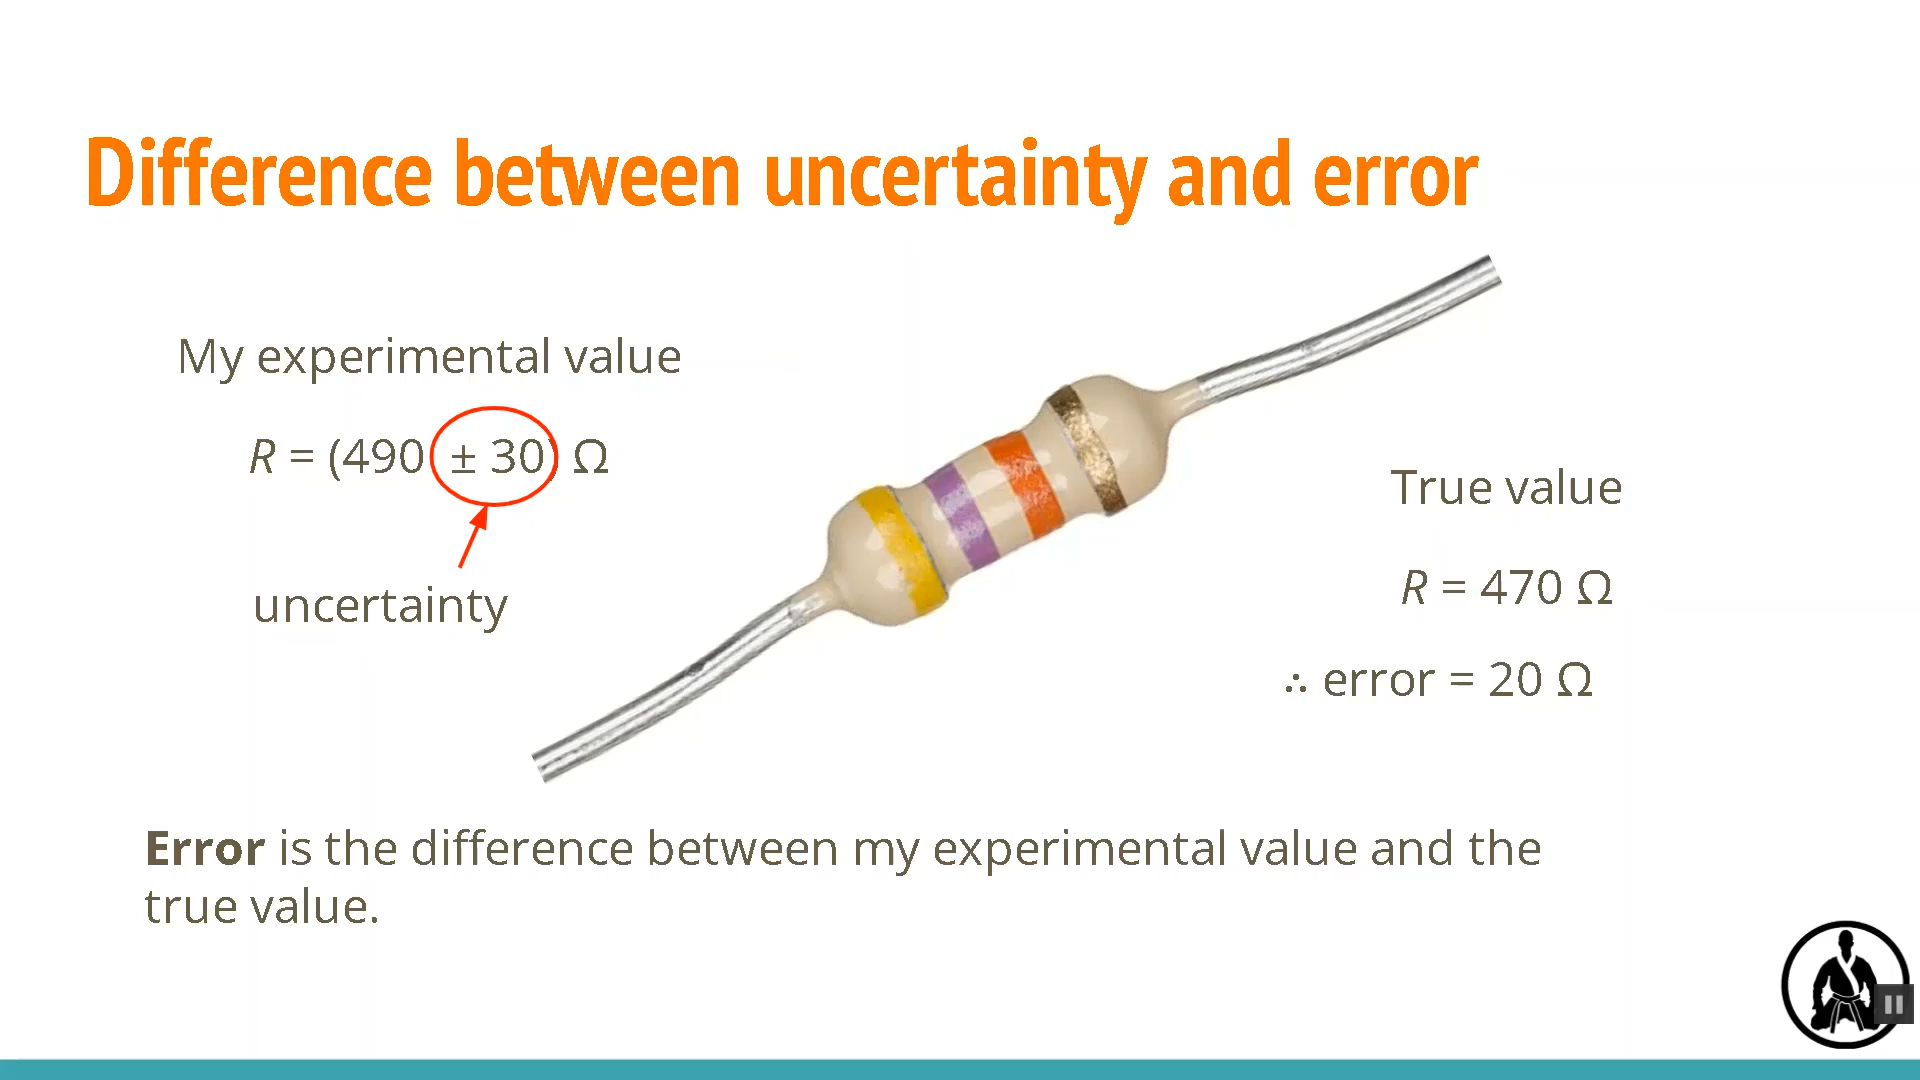 Difference between uncertainty and error
My experimental value
R = (490 ± 30) Ω
uncertainty
True value
R = 470 Ω
∴ error = 20 Ω
Error is the difference between my experimental value and the
true value.